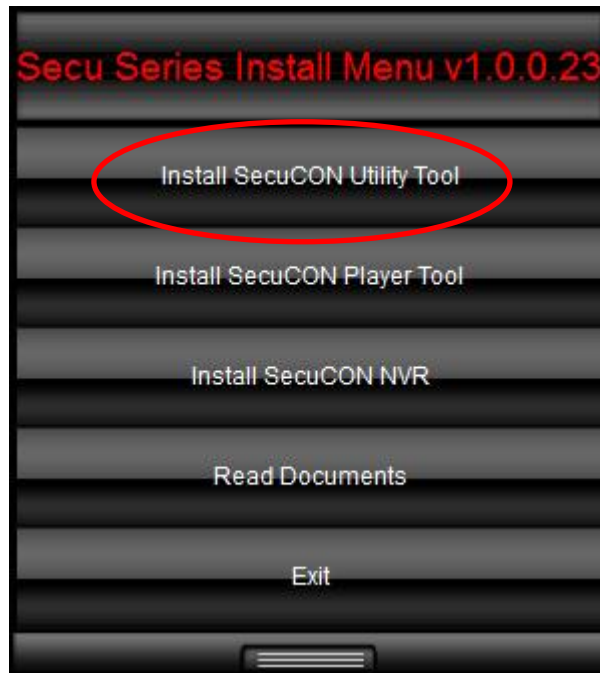 Secu Series Install Menu v1.0.0.23
Install SecuCON Utility Tool
Install SecuCON Player Tool
Install SecuCON NVR
Read Documents
Exit